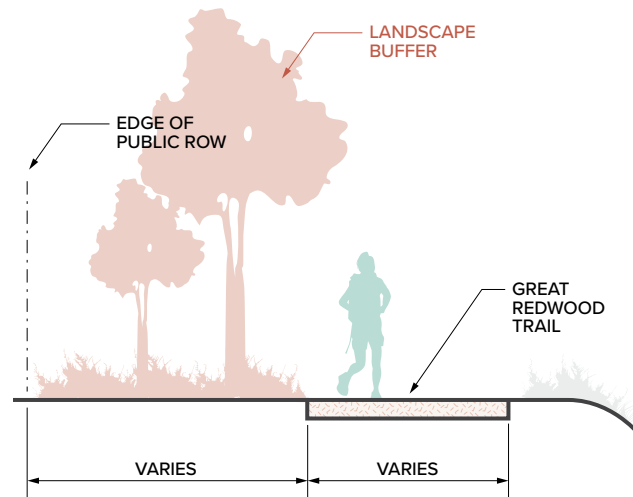 LANDSCAPE
BUFFER
EDGE OF
PUBLIC ROW
GREAT
REDWOOD
TRAIL
VARIES
VARIES